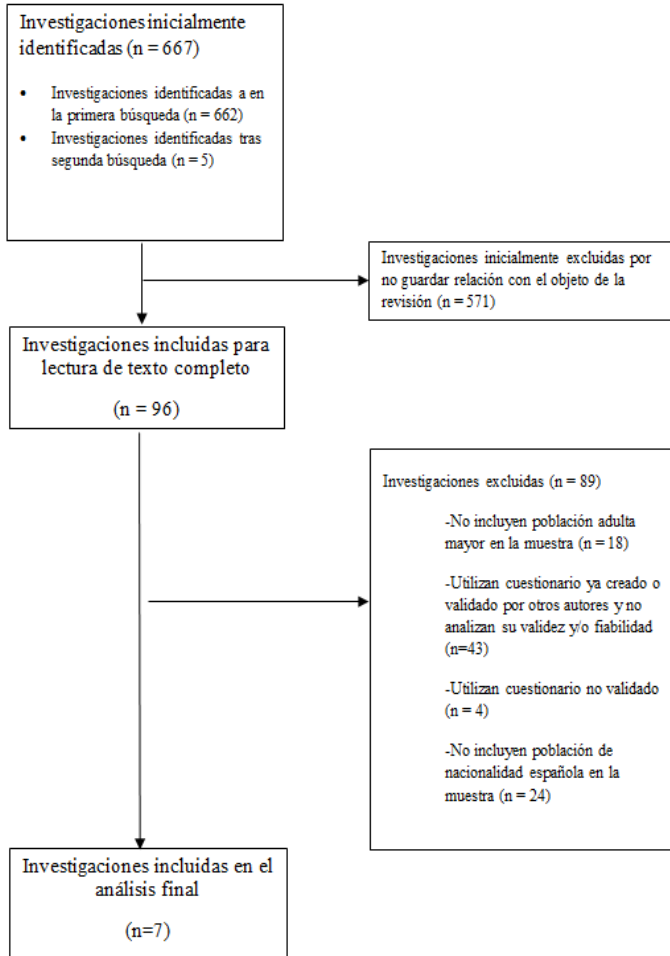 Investigaciones inicialmente
identificadas (n = 667)
• Investigaciones identificadas a en
la primera búsqueda (n = 662)
• Investigaciones identificadas tras
segunda búsqueda (n = 5)
Investigaciones inicialmente excluidas por
no guardar relación con el objeto de la
revisión (n = 571)
Investigaciones incluidas para
lectura de texto completo
(n = 96)
Investigaciones excluidas (n = 89)
-No incluyen población adulta
mayor en la muestra (n = 18)
-Utilizan cuestionario ya creado o
validado por otros autores y no
analizan su validez y/o fiabilidad
(n=43)
-Utilizan cuestionario no validado
(n = 4)
-No incluyen población de
nacionalidad española en la
muestra (n = 24)
Investigaciones incluidas en el
análisis final
(n=7)